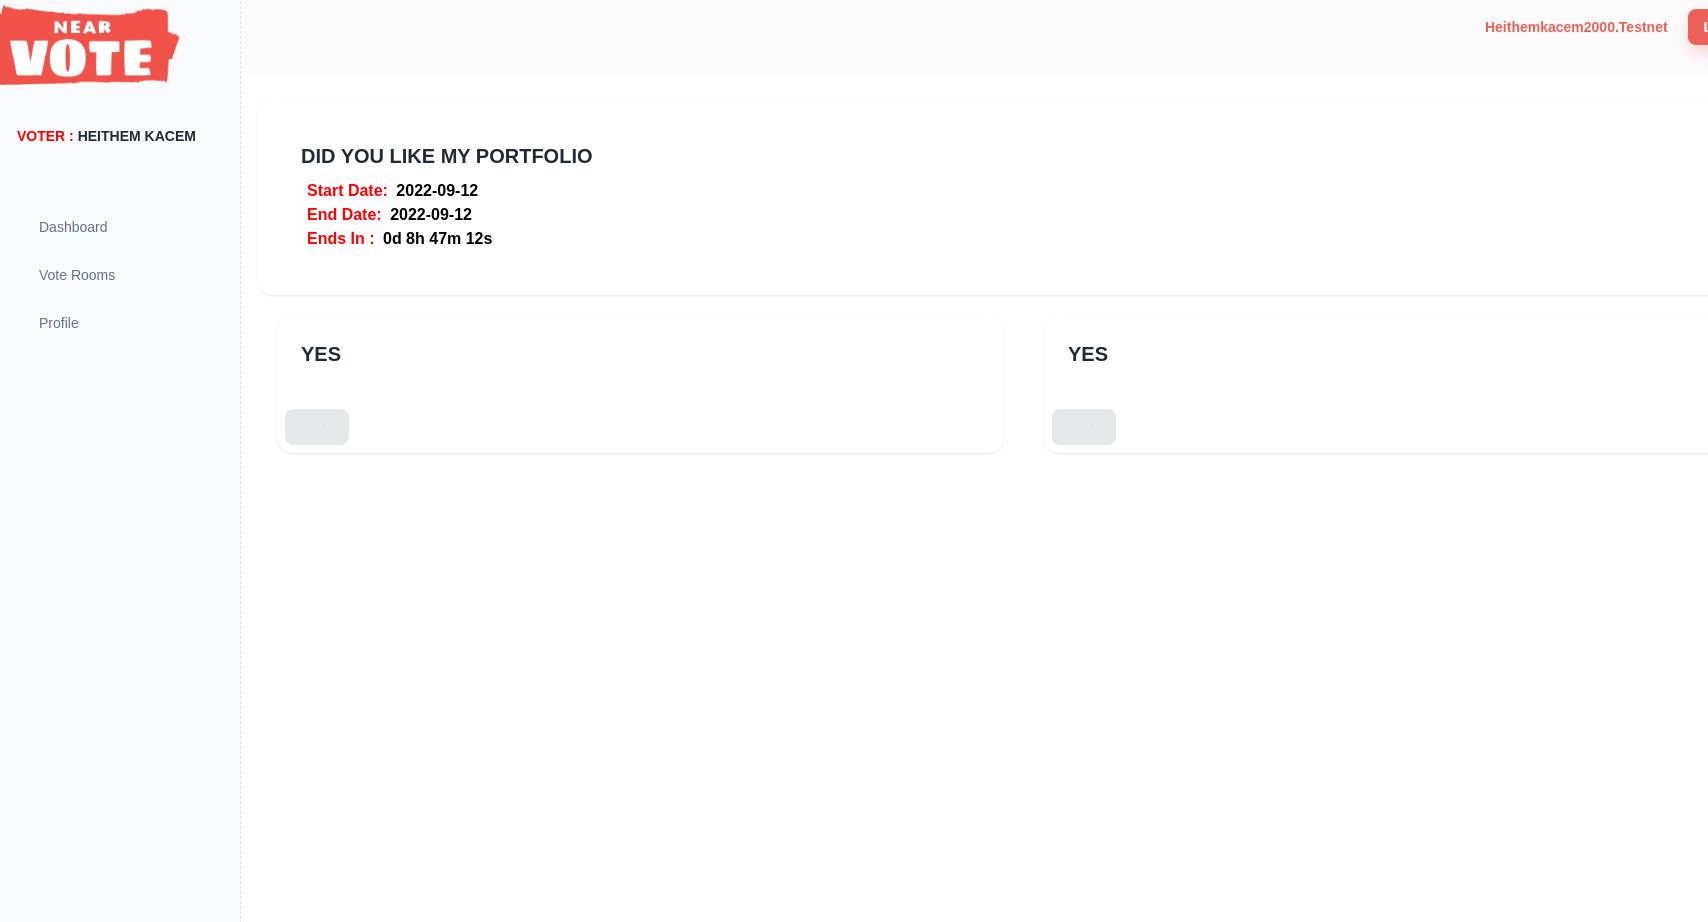 NEAR
VOTE
Heithemkacem2000.Testnet
VOTER : HEITHEM KACEM
Dashboard
Vote Rooms
Profile
DID YOU LIKE MY PORTFOLIO
Start Date: 2022-09-12
End Date: 2022-09-12
Ends In : 0d 8h 47m 12s
YES
YES